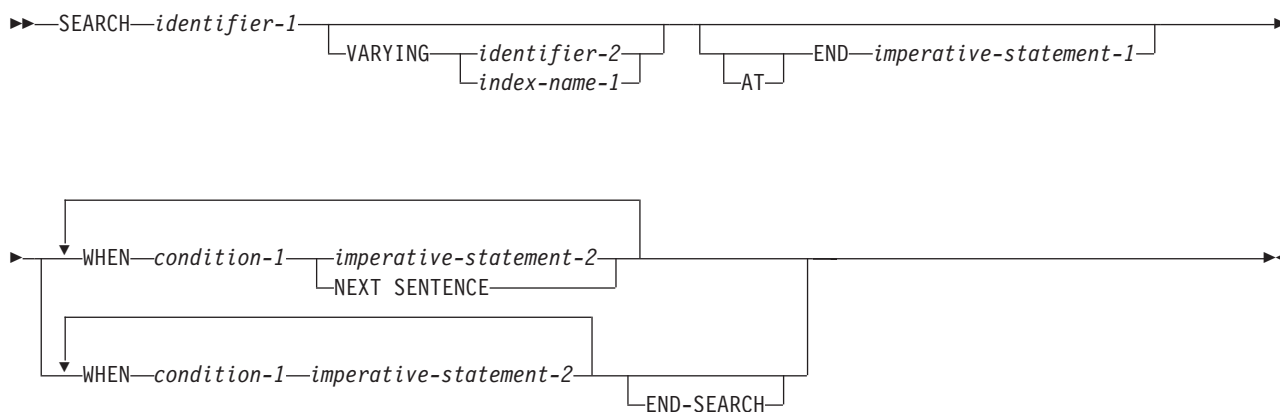 SEARCH identifier-1
VARYING identifier-2
index-name-1
AT END imperative-statement-1
WHEN condition-1 imperative-statement-2
NEXT SENTENCE
WHEN condition-1 imperative-statement-2
END-SEARCH